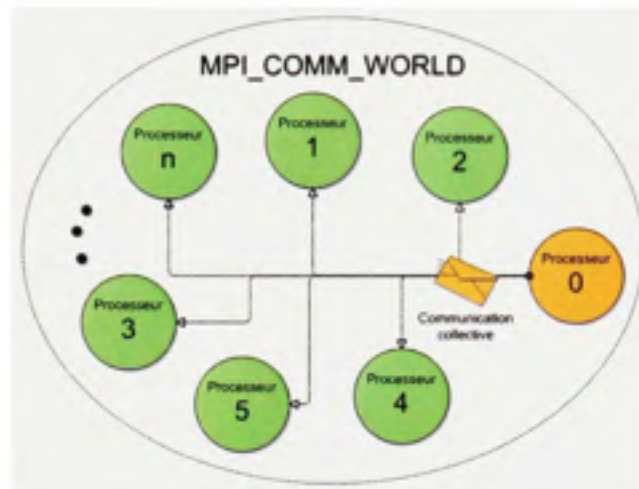 MPI_COMM_WORLD
Processeur
n
Processeur
1
Processeur
2
Processeur
0
Processeur
3
Communication
collective
Processeur
5
Processeur
4